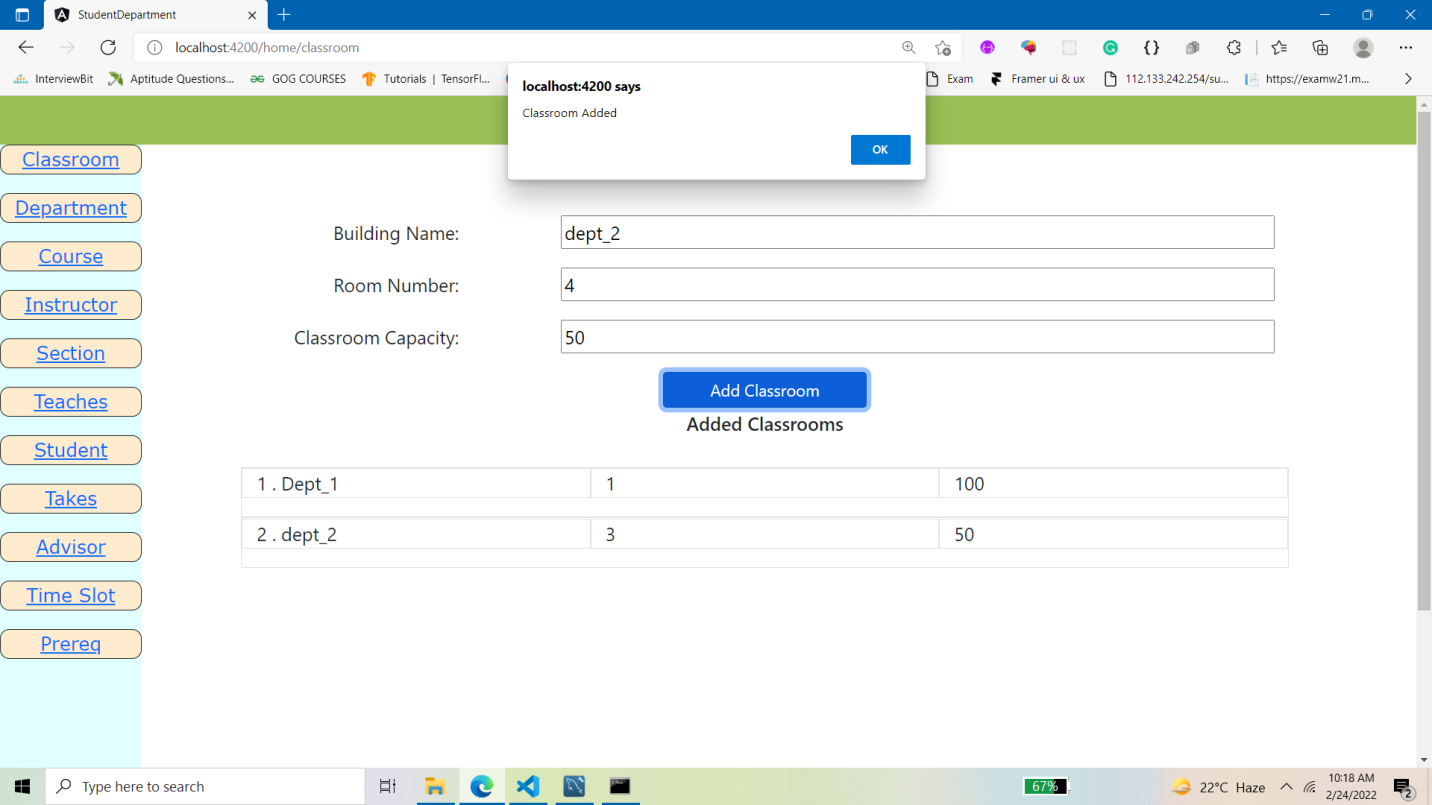 StudentDepartment
localhost:4200/home/classroom
InterviewBit
Aptitude Questions...
GOG COURSES
Tutorials | TensorFl...
Exam
Framer ui & ux
112.133.242.254/su...
https://examw21.m...
localhost:4200 says
Classroom Added
OK
Classroom
Department
Course
Instructor
Section
Teaches
Student
Takes
Advisor
Time Slot
Prereq
Building Name: dept_2
Room Number: 4
Classroom Capacity: 50
Add Classroom
Added Classrooms
1 . Dept_1 1 100
2 . dept_2 3 50
Type here to search
67%
22°C Haze
10:18 AM
2/24/2022
2